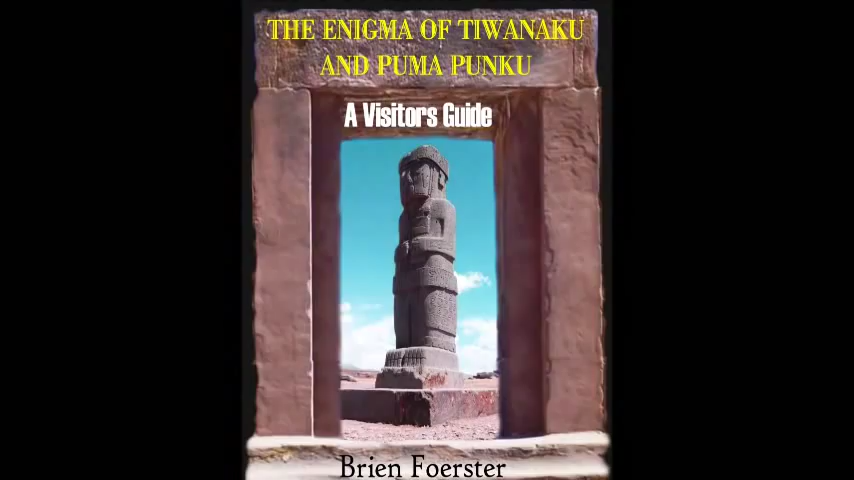 THE ENIGMA OF TIWANAKU
AND PUMA PUNKU
A Visitors Guide
Brien Foerster